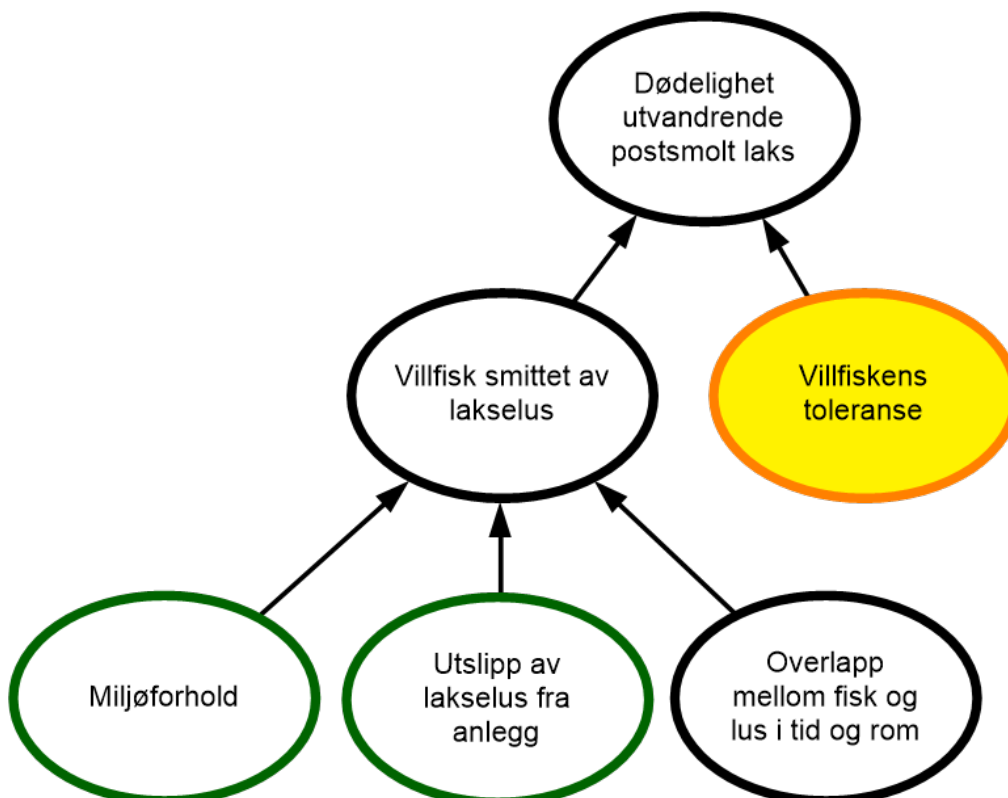 Dødelighet
utvandrende
postsmolt laks
Villfisk smittet av
lakselus
Villfiskens
toleranse
Miljøforhold
Utslipp av
lakselus fra
anlegg
Overlapp
mellom fisk og
lus i tid og rom